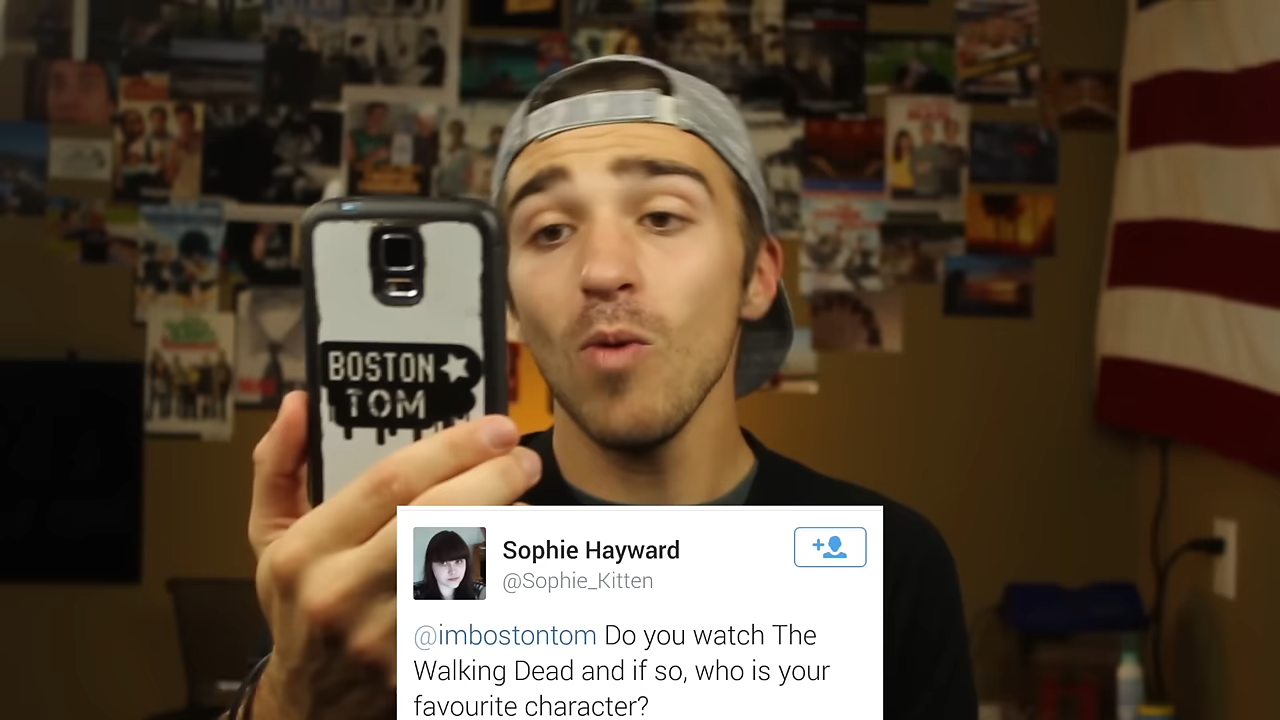 BOSTON
TOM
Sophie Hayward
@Sophie_Kitten
@imbostontom Do you watch The
Walking Dead and if so, who is your
favourite character?